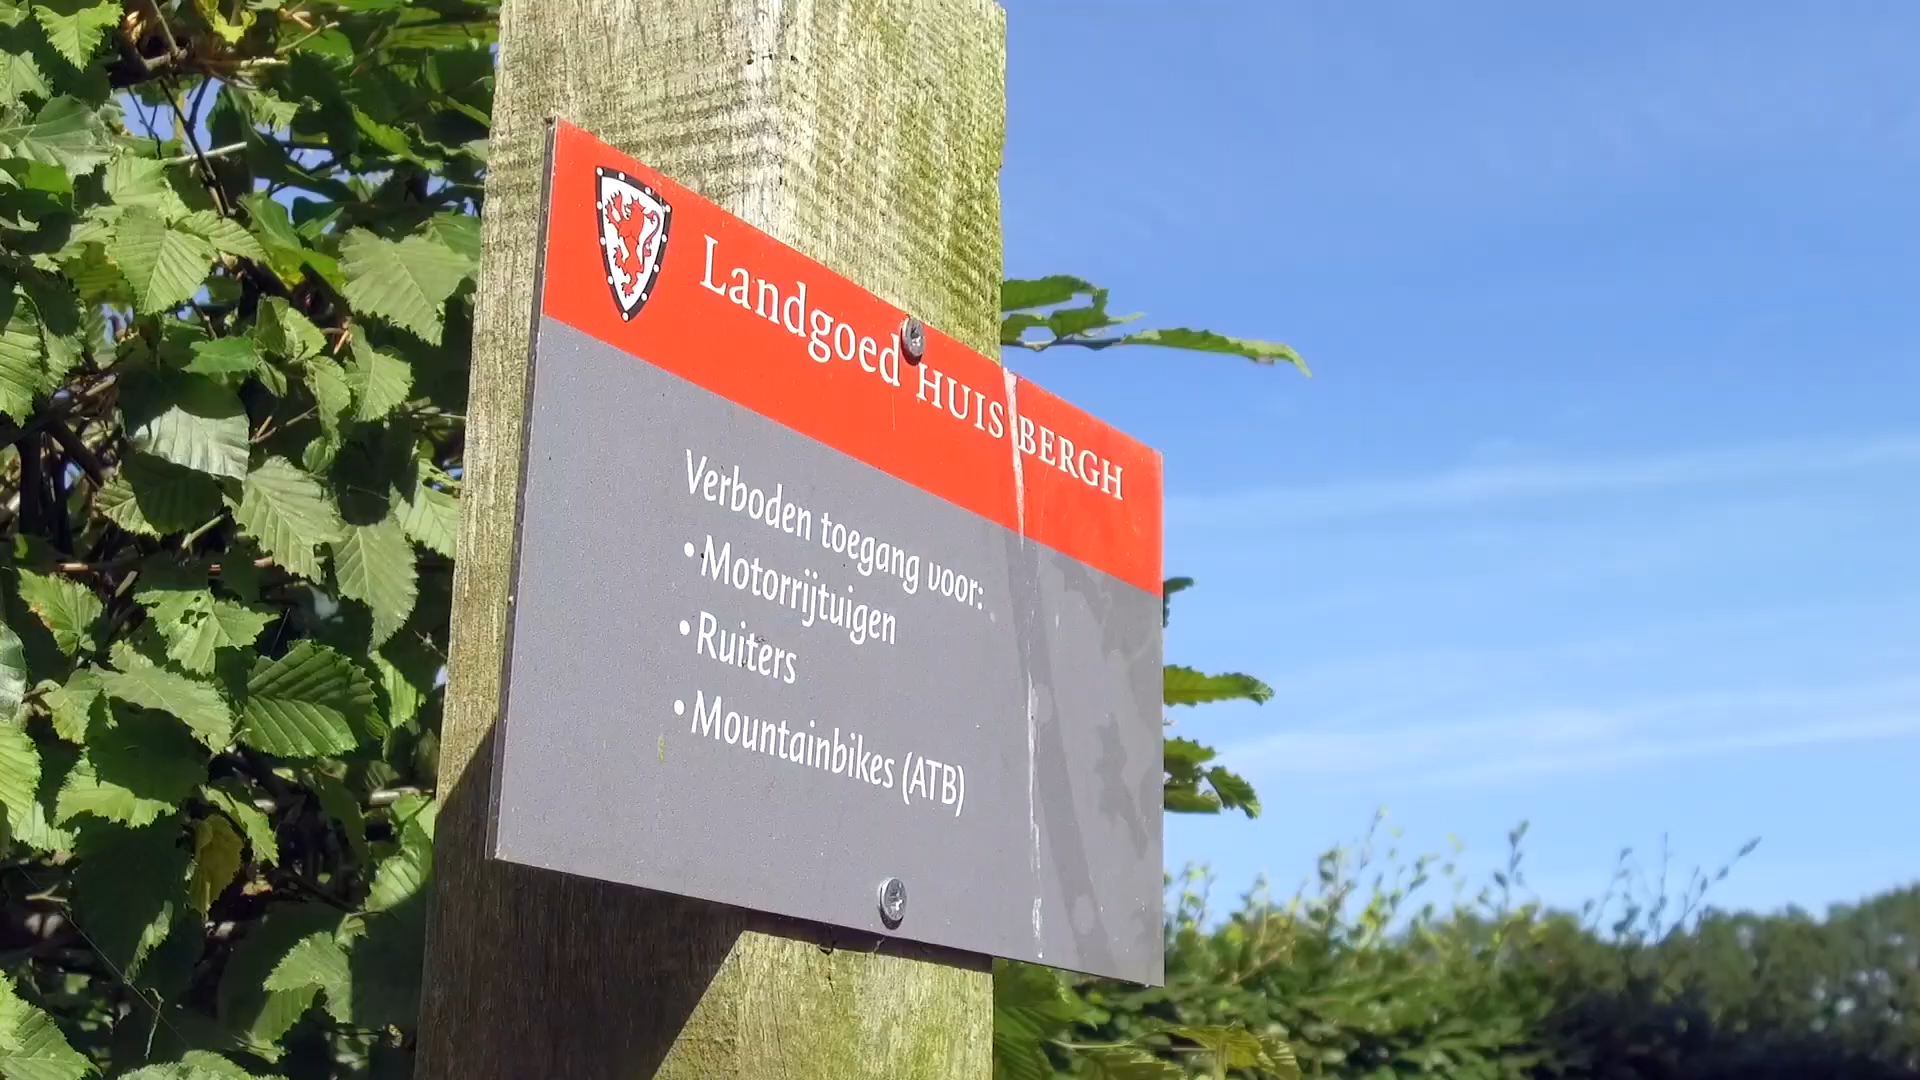 Landgoed HUIS BERGH
Verboden toegang voor:
• Motorrijtuigen
• Ruiters
• Mountainbikes (ATB)